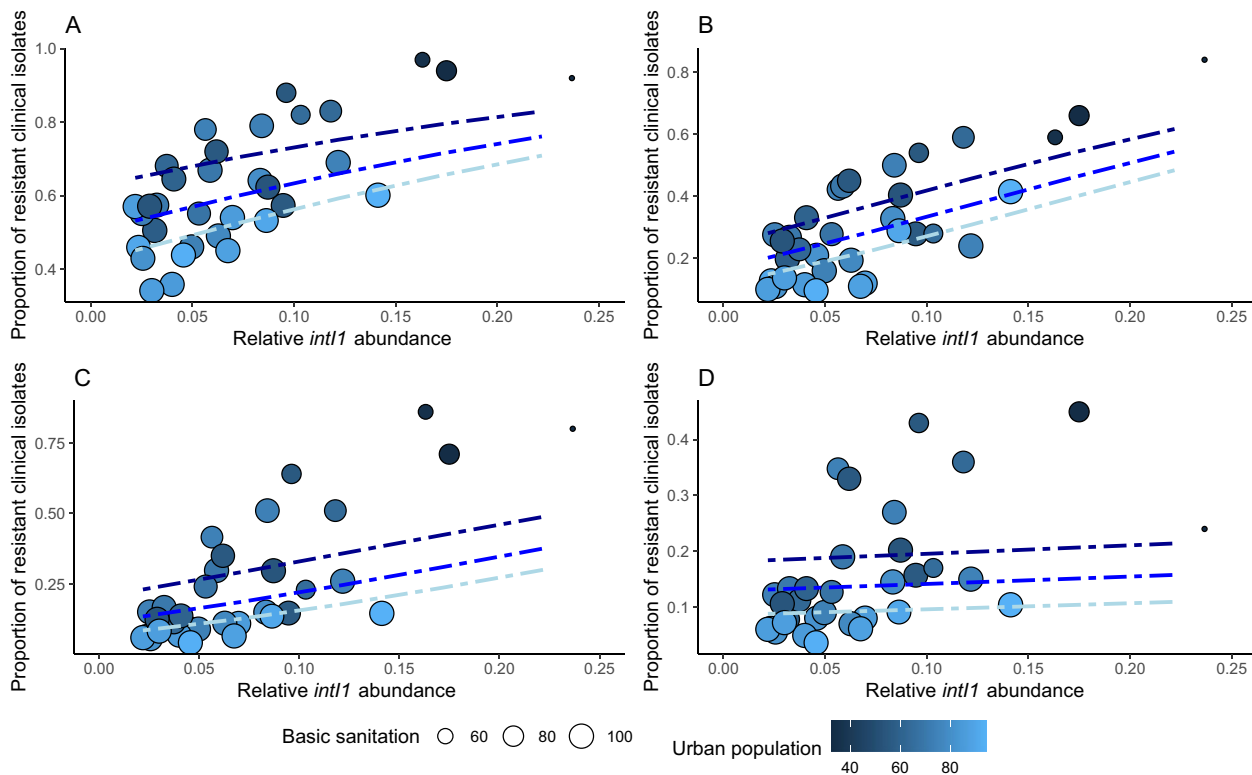 A
Proportion of resistant clinical isolates
1.0
0.8
0.6
0.4
0.00
0.05
0.10
0.15
0.20
0.25
Relative intI1 abundance
B
Proportion of resistant clinical isolates
0.8
0.6
0.4
0.2
0.00
0.05
0.10
0.15
0.20
0.25
Relative intI1 abundance
C
Proportion of resistant clinical isolates
0.75
0.50
0.25
0.00
0.05
0.10
0.15
0.20
0.25
Relative intI1 abundance
D
Proportion of resistant clinical isolates
0.4
0.3
0.2
0.1
0.00
0.05
0.10
0.15
0.20
0.25
Relative intI1 abundance
Basic sanitation 60 80 100
Urban population
40 60 80